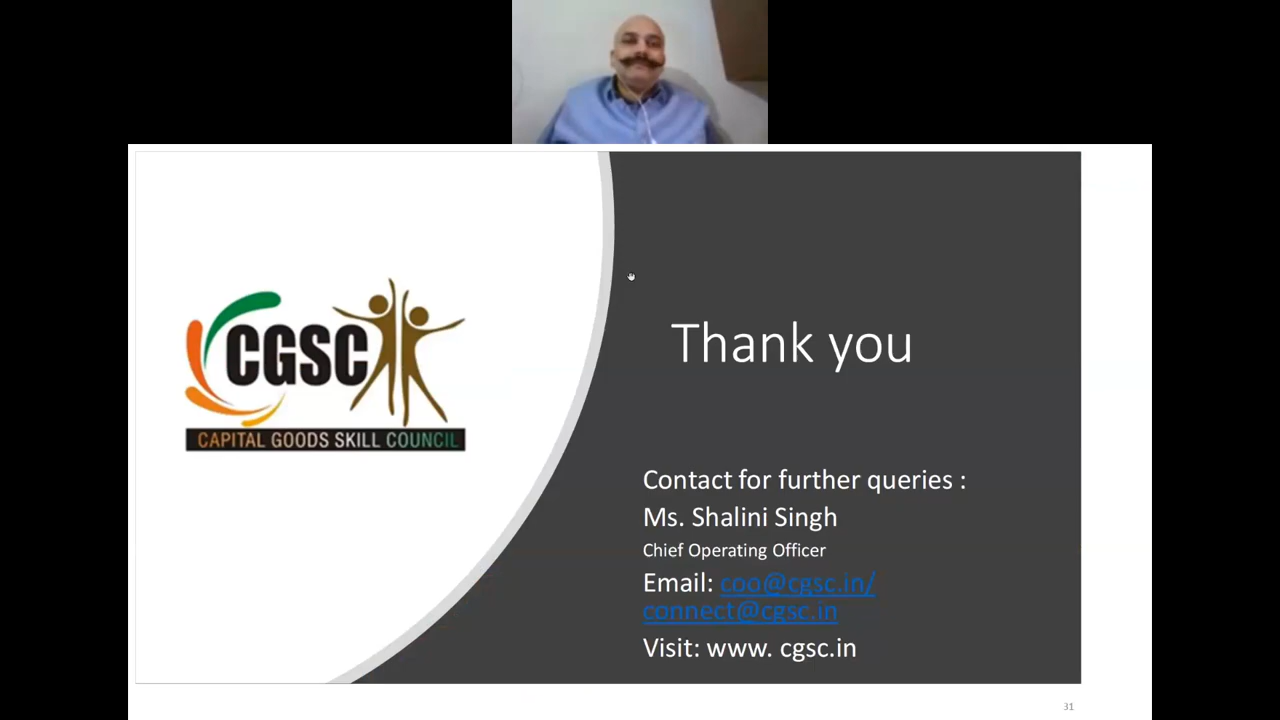 CGSC
CAPITAL GOODS SKILL COUNCIL
Thank you
Contact for further queries :
Ms. Shalini Singh
Chief Operating Officer
Email: coo@cgsc.in/
connect@cgsc.in
Visit: www. cgsc.in
31